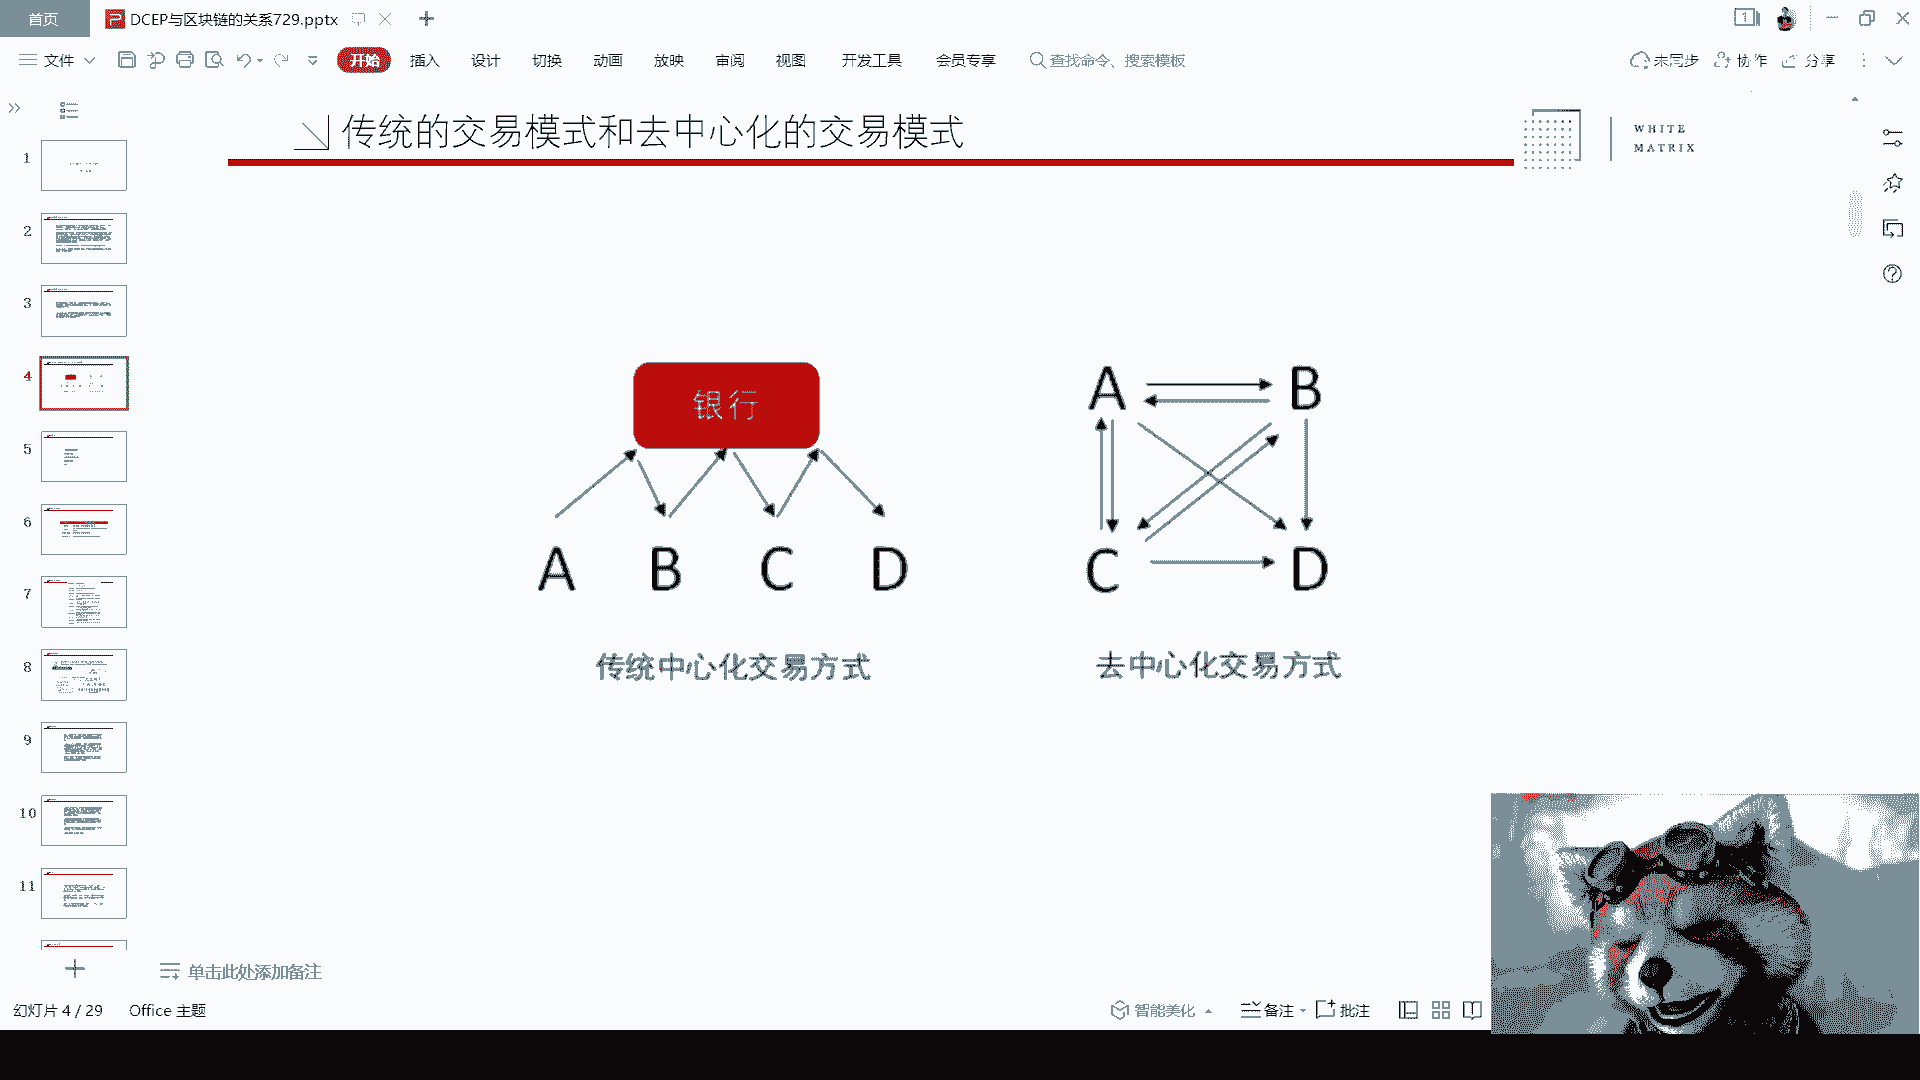 首页
DCEP与区块链的关系729.pptx
1
文件
开始
插入
设计
切换
动画
放映
审阅
视图
开发工具
会员专享
查找命令、搜索模板
未同步
协作
分享
传统的交易模式和去中心化的交易模式
WHITE
MATRIX
1
2
3
4
5
6
7
8
9
10
11
银行
A B C D
传统中心化交易方式
A B
C D
去中心化交易方式
单击此处添加备注
幻灯片 4 / 29
Office 主题
智能美化
备注
批注